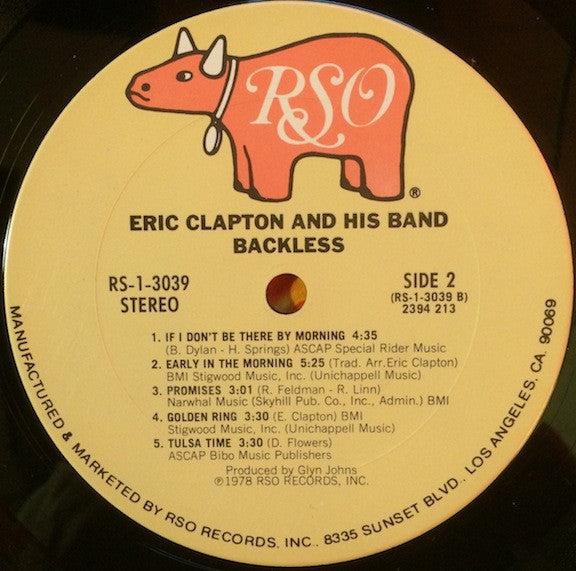 RSO
®
ERIC CLAPTON AND HIS BAND
BACKLESS
RS-1-3039
STEREO
SIDE 2
(RS-1-3039 B)
2394 213
1. IF I DON'T BE THERE BY MORNING 4:35
(B. Dylan - H. Springs) ASCAP Special Rider Music
2. EARLY IN THE MORNING 5:25 (Trad. Arr. Eric Clapton)
BMI Stigwood Music, Inc. (Unichappell Music)
3. PROMISES 3:01 (R. Feldman - R. Linn)
Narwhal Music (Skyhill Pub. Co., Inc., Admin.) BMI
4. GOLDEN RING 3:30 (E. Clapton) BMI
Stigwood Music, Inc. (Unichappell Music)
5. TULSA TIME 3:30 (D. Flowers)
ASCAP Bibo Music Publishers
Produced by Glyn Johns
℗1978 RSO RECORDS, INC.
MANUFACTURED & MARKETED BY RSO RECORDS, INC., 8335 SUNSET BLVD., LOS ANGELES, CA. 90069